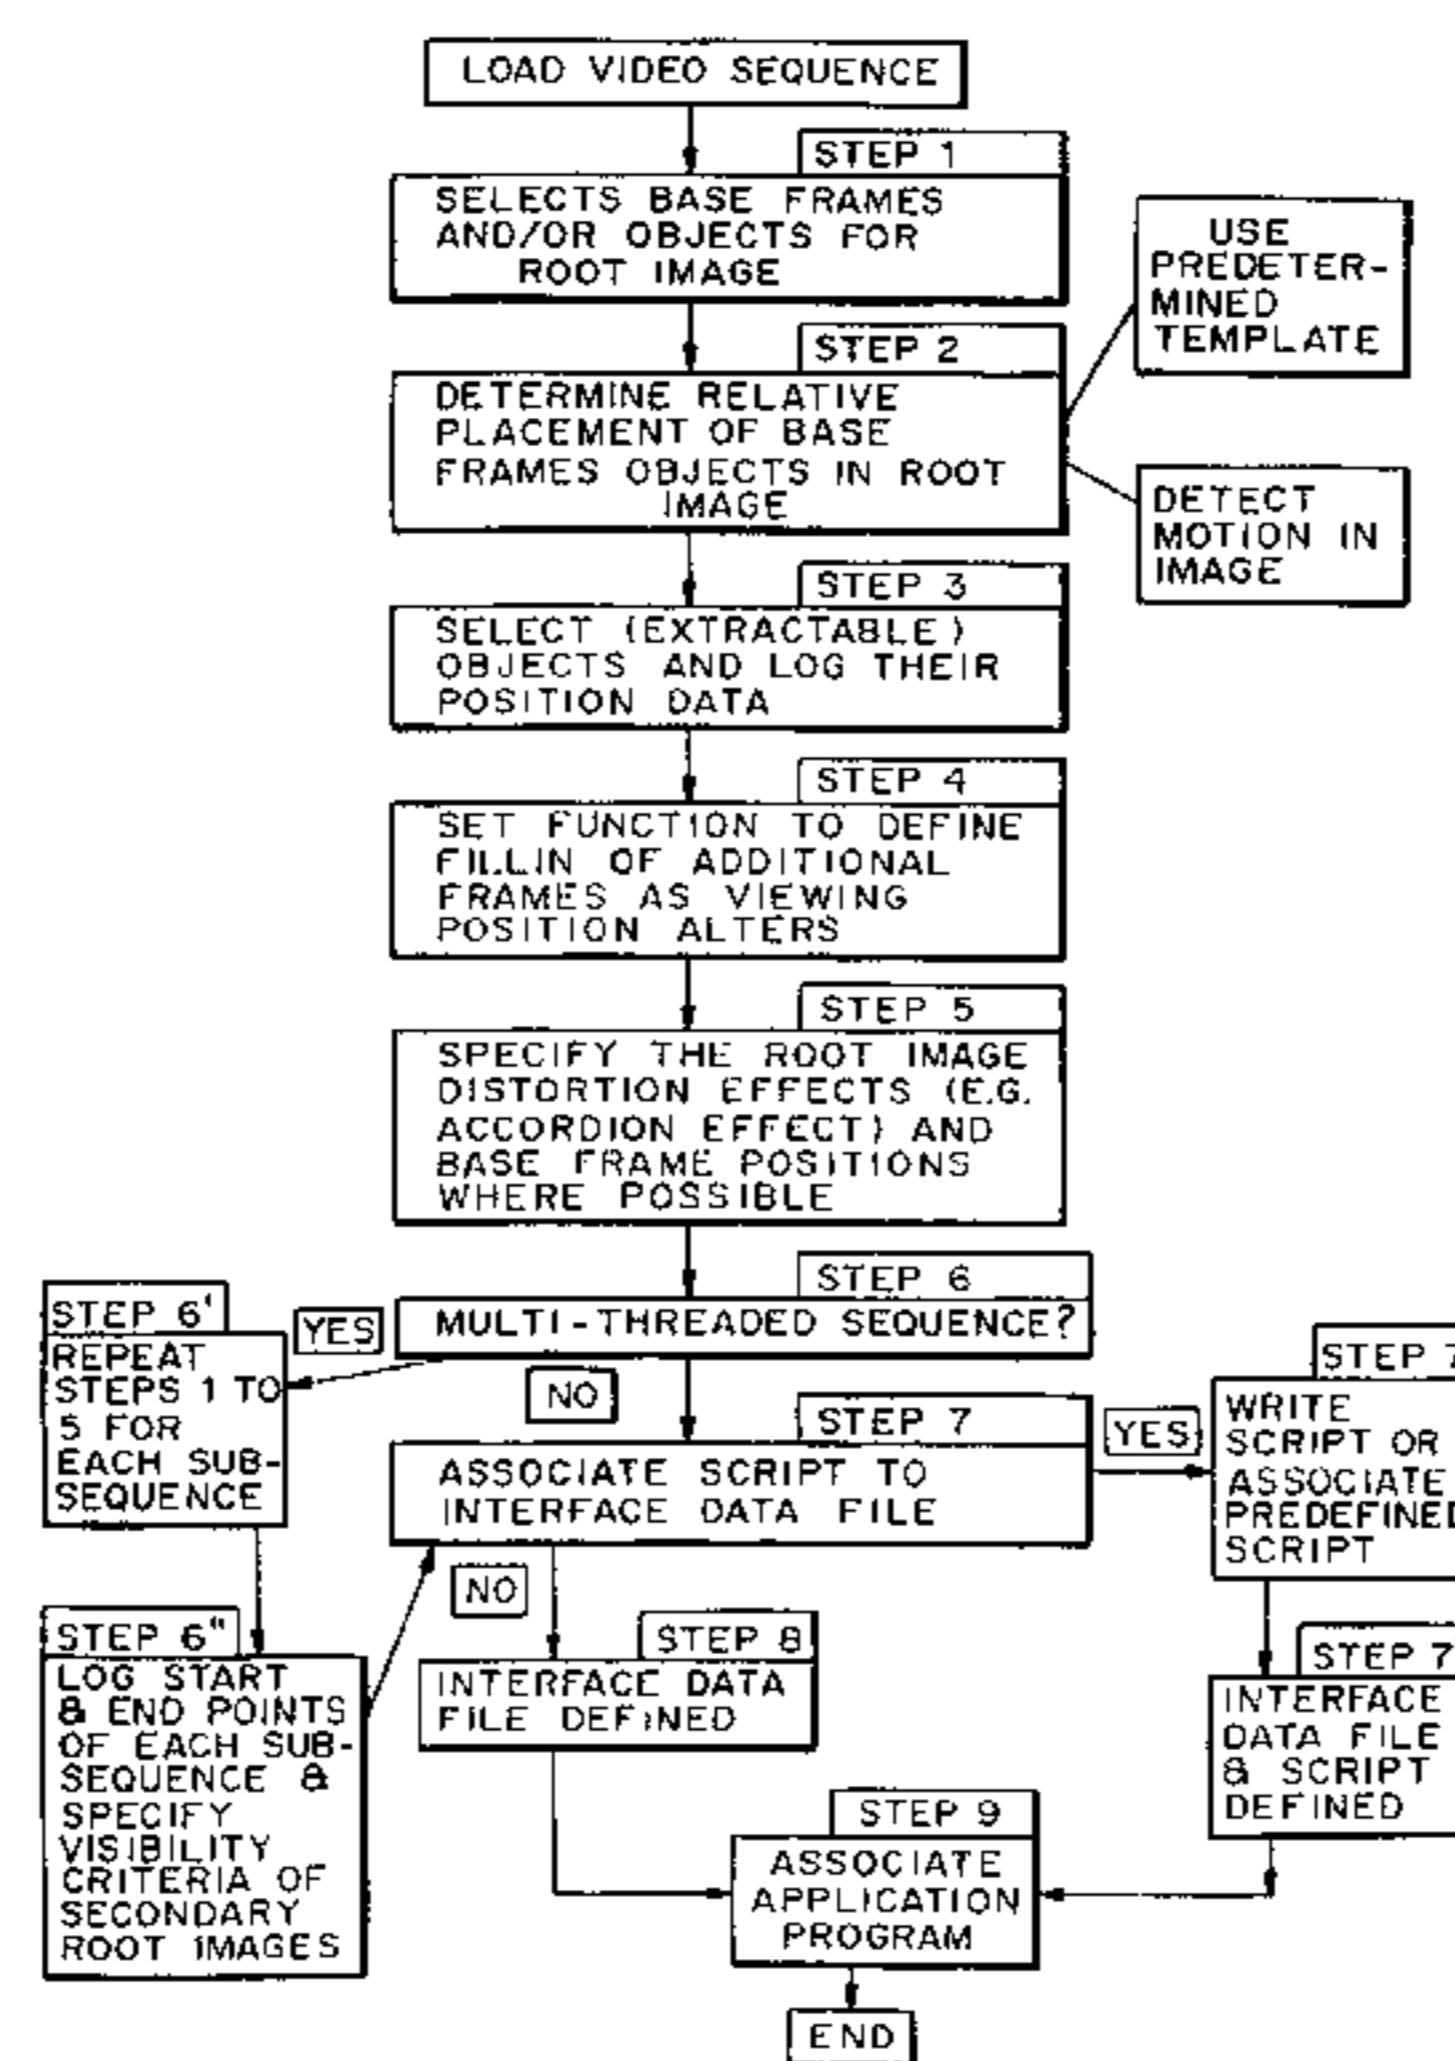 LOAD VIDEO SEQUENCE
STEP 1
SELECTS BASE FRAMES
AND/OR OBJECTS FOR
ROOT IMAGE
USE
PREDETER-
MINED
TEMPLATE
STEP 2
DETERMINE RELATIVE
PLACEMENT OF BASE
FRAMES OBJECTS IN ROOT
IMAGE
DETECT
MOTION IN
IMAGE
STEP 3
SELECT (EXTRACTABLE)
OBJECTS AND LOG THEIR
POSITION DATA
STEP 4
SET FUNCTION TO DEFINE
FILLIN OF ADDITIONAL
FRAMES AS VIEWING
POSITION ALTERS
STEP 5
SPECIFY THE ROOT IMAGE
DISTORTION EFFECTS (E.G.
ACCORDION EFFECT) AND
BASE FRAME POSITIONS
WHERE POSSIBLE
STEP 6
MULTI-THREADED SEQUENCE?
YES
STEP 6'
REPEAT
STEPS 1 TO
5 FOR
EACH SUB-
SEQUENCE
NO
STEP 7
ASSOCIATE SCRIPT TO
INTERFACE DATA FILE
YES
STEP 7
WRITE
SCRIPT OR
ASSOCIATE
PREDEFINED
SCRIPT
NO
STEP 6"
LOG START
& END POINTS
OF EACH SUB-
SEQUENCE &
SPECIFY
VISIBILITY
CRITERIA OF
SECONDARY
ROOT IMAGES
STEP 8
INTERFACE DATA
FILE DEFINED
STEP 7
INTERFACE
DATA FILE
& SCRIPT
DEFINED
STEP 9
ASSOCIATE
APPLICATION
PROGRAM
END